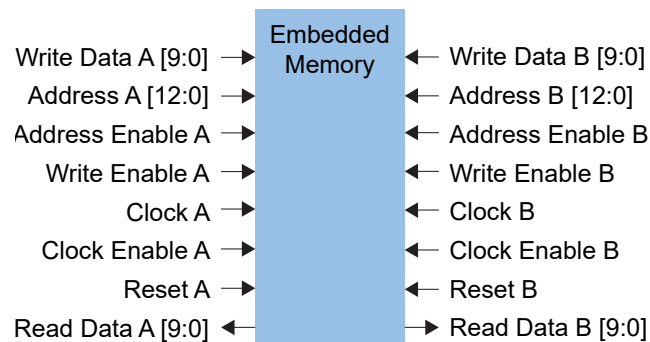 Embedded
Memory
Write Data A [9:0]
Address A [12:0]
Address Enable A
Write Enable A
Clock A
Clock Enable A
Reset A
Read Data A [9:0]
Write Data B [9:0]
Address B [12:0]
Address Enable B
Write Enable B
Clock B
Clock Enable B
Reset B
Read Data B [9:0]